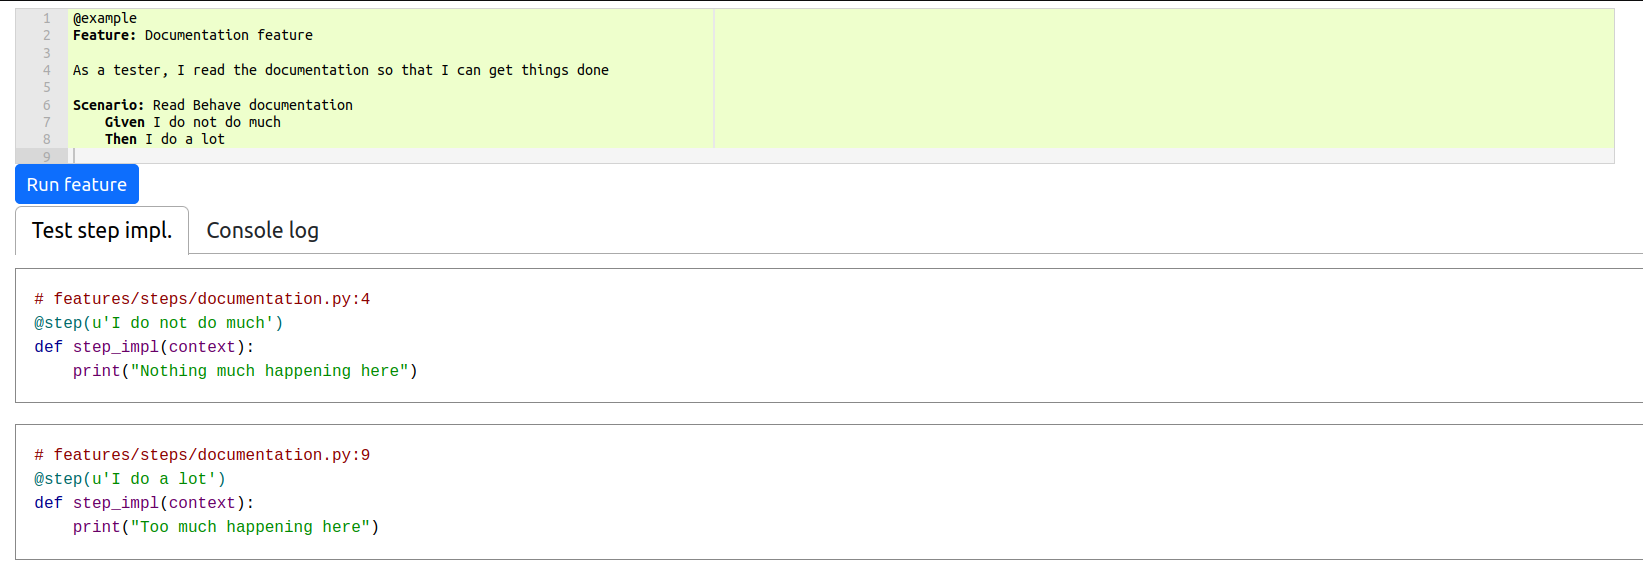 1 @example
2 Feature: Documentation feature
3
4 As a tester, I read the documentation so that I can get things done
5
6 Scenario: Read Behave documentation
7     Given I do not do much
8     Then I do a lot
9
Run feature
Test step impl. Console log
# features/steps/documentation.py:4
@step(u'I do not do much')
def step_impl(context):
    print("Nothing much happening here")
# features/steps/documentation.py:9
@step(u'I do a lot')
def step_impl(context):
    print("Too much happening here")